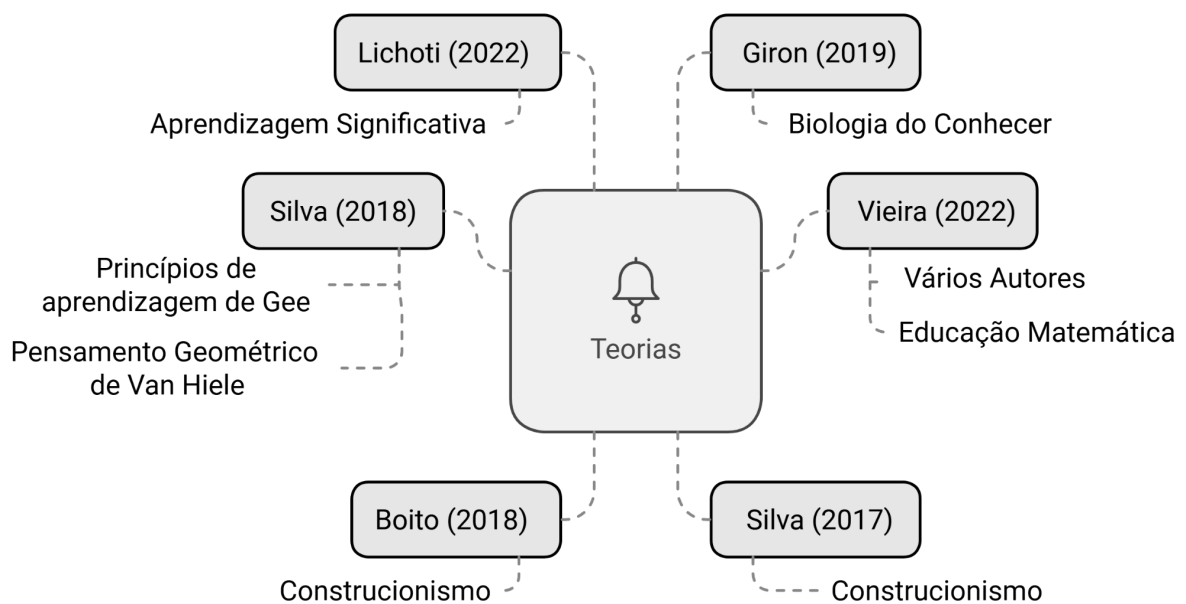 Lichoti (2022)
Aprendizagem Significativa
Giron (2019)
Biologia do Conhecer
Silva (2018)
Princípios de
aprendizagem de Gee
Pensamento Geométrico
de Van Hiele
Vieira (2022)
Vários Autores
Educação Matemática
Teorias
Boito (2018)
Construcionismo
Silva (2017)
Construcionismo